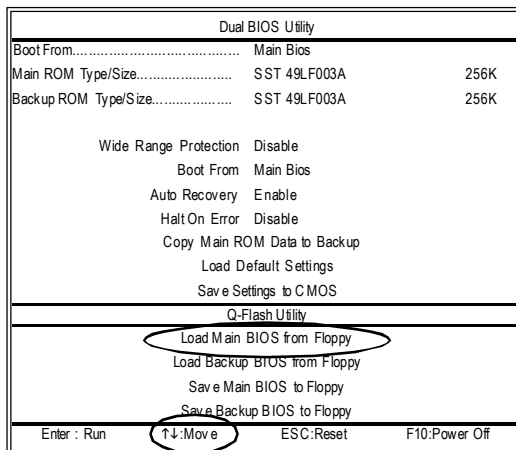 Dual BIOS Utility
Boot From........................................ Main Bios
Main ROM Type/Size...................... SST 49LF003A 256K
Backup ROM Type/Size.................. SST 49LF003A 256K
Wide Range Protection Disable
Boot From Main Bios
Auto Recovery Enable
Halt On Error Disable
Copy Main ROM Data to Backup
Load Default Settings
Save Settings to CMOS
Q-Flash Utility
Load Main BIOS from Floppy
Load Backup BIOS from Floppy
Save Main BIOS to Floppy
Save Backup BIOS to Floppy
Enter : Run ↑↓:Move ESC:Reset F10:Power Off